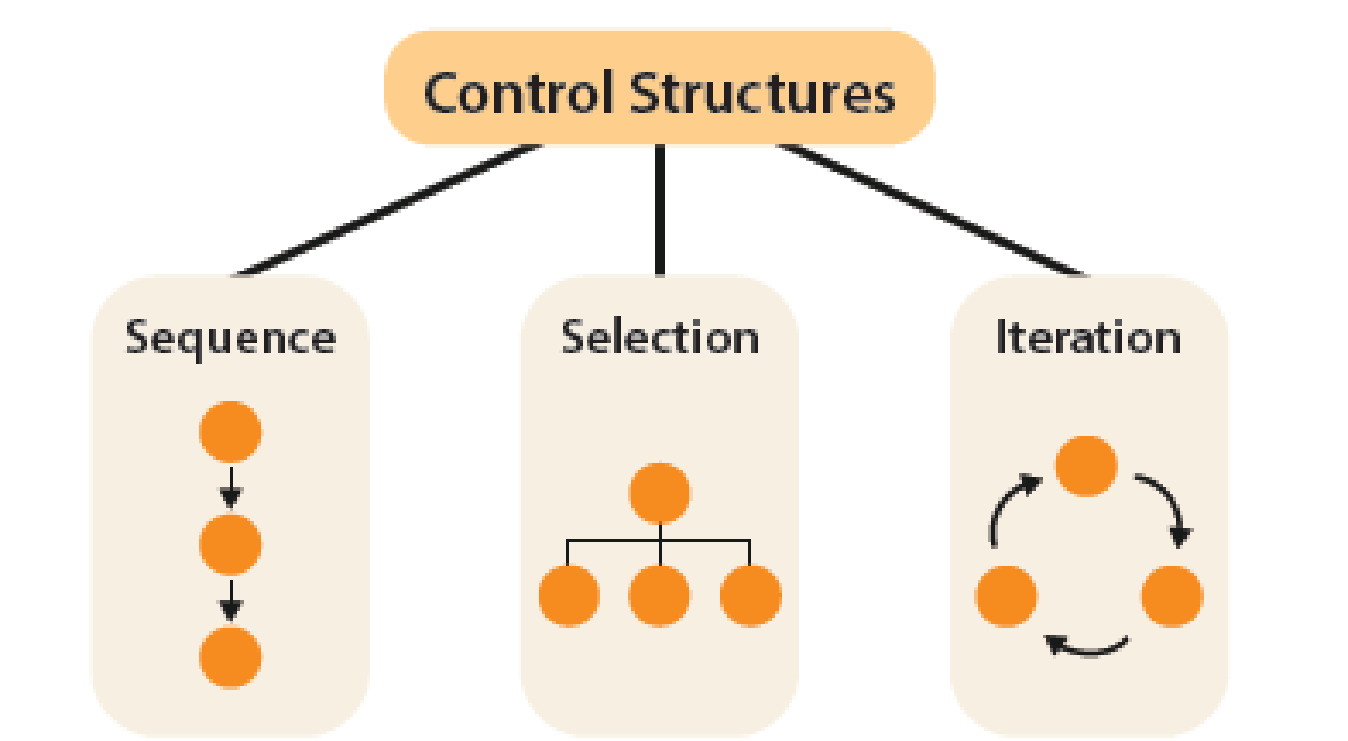 Control Structures
Sequence
Selection
Iteration